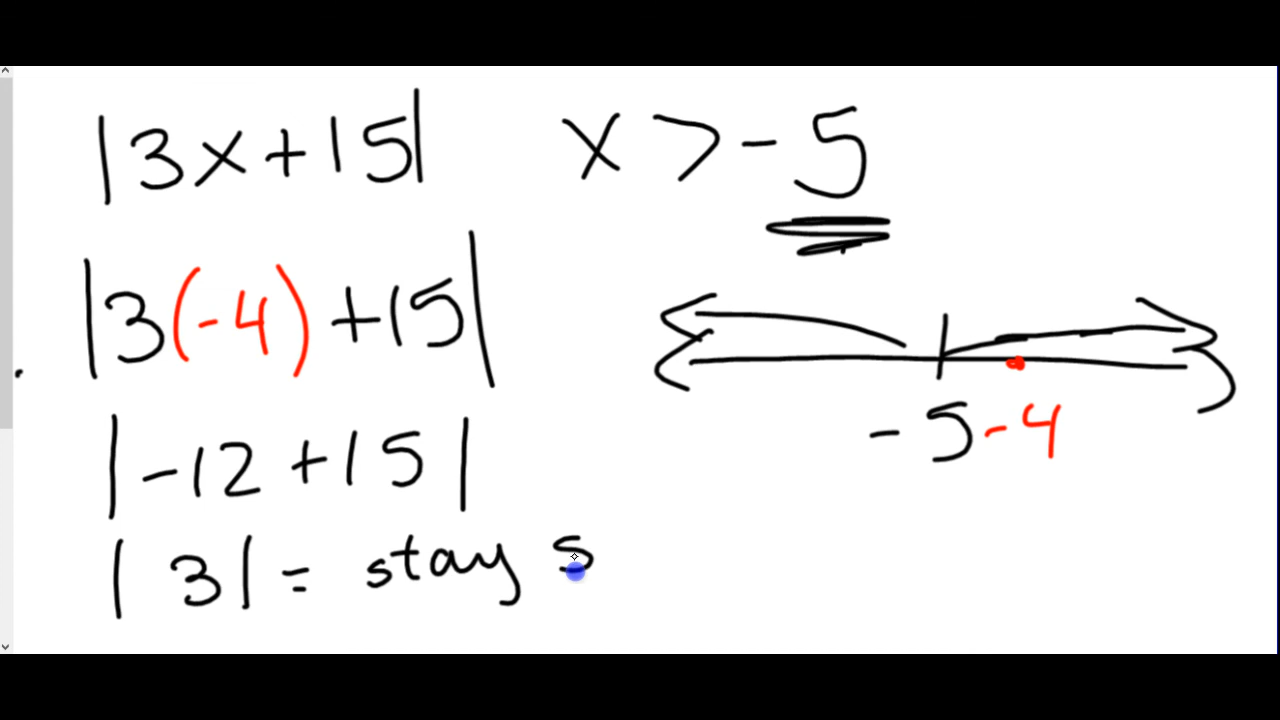 |3x+15| x > -5
|3(-4)+15|
-5 -4
|-12+15|
|3| = stay s